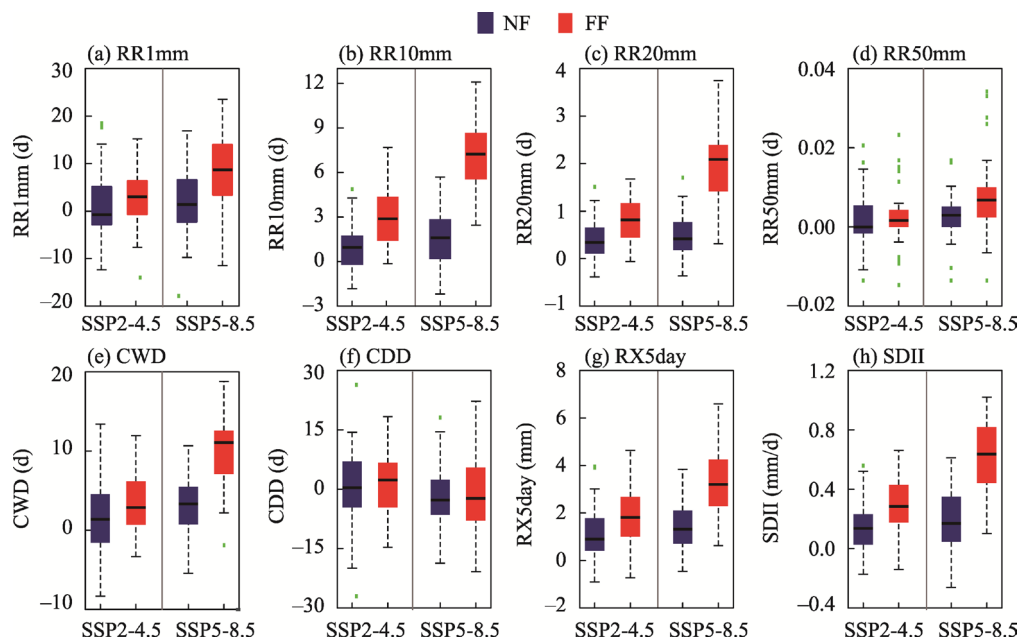 NF FF
(a) RR1mm
(b) RR10mm
(c) RR20mm
(d) RR50mm
RR1mm (d)
30
20
10
0
−10
−20
SSP2-4.5 SSP5-8.5
RR10mm (d)
12
9
6
3
0
−3
SSP2-4.5 SSP5-8.5
RR20mm (d)
4
3
2
1
0
−1
SSP2-4.5 SSP5-8.5
RR50mm (d)
0.04
0.02
0.00
−0.02
SSP2-4.5 SSP5-8.5
(e) CWD
(f) CDD
(g) RX5day
(h) SDII
CWD (d)
20
10
0
−10
SSP2-4.5 SSP5-8.5
CDD (d)
30
15
0
−15
−30
SSP2-4.5 SSP5-8.5
RX5day (mm)
8
6
4
2
0
−2
SSP2-4.5 SSP5-8.5
SDII (mm/d)
1.2
0.8
0.4
0.0
−0.4
SSP2-4.5 SSP5-8.5